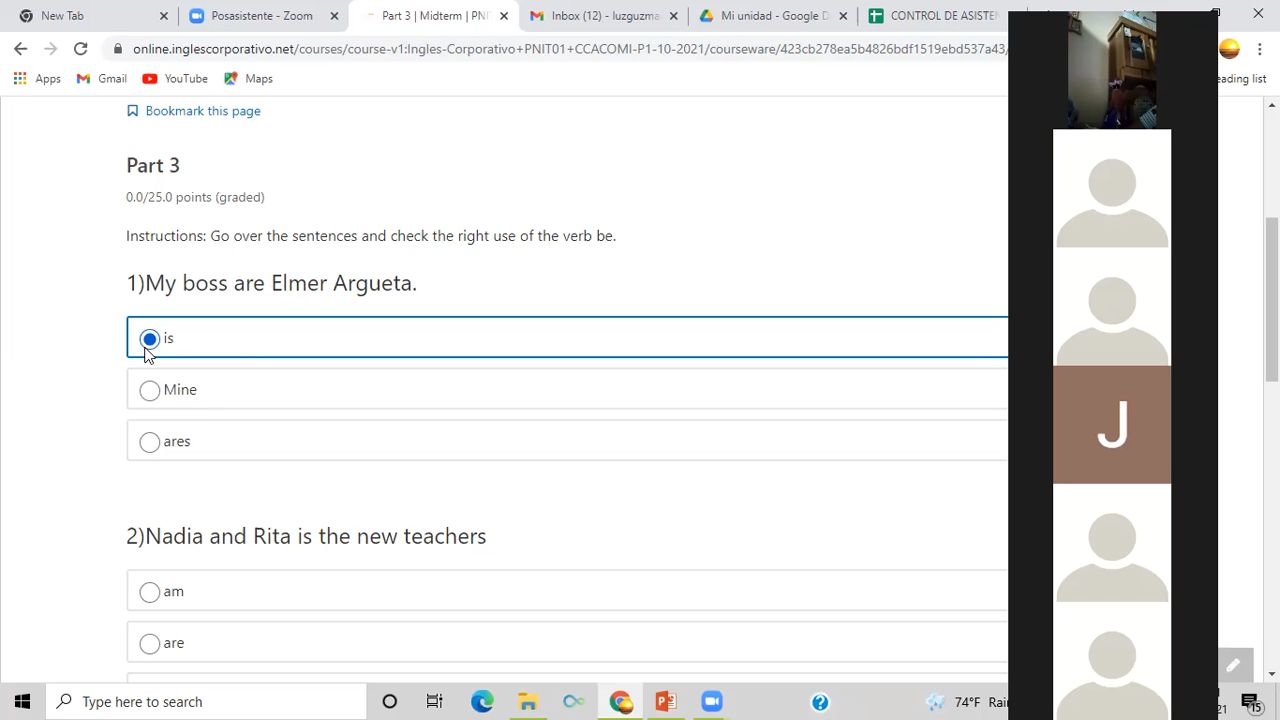 New Tab
Posasistente - Zoom
Part 3 | Midterm | PNIT
Inbox (12) - luzguzma
Mi unidad - Google D
CONTROL DE ASISTE
online.inglescorporativo.net/courses/course-v1:Ingles-Corporativo+PNIT01+CCACOMI-P1-10-2021/courseware/423cb278ea5b4826bdf1519ebd537a43/
Apps
Gmail
YouTube
Maps
eading list
Bookmark this page
Part 3
0.0/25.0 points (graded)
Instructions: Go over the sentences and check the right use of the verb be.
1)My boss are Elmer Argueta.
is
Mine
ares
2)Nadia and Rita is the new teachers
am
are
J
Type here to search
74°F Rai
21
15